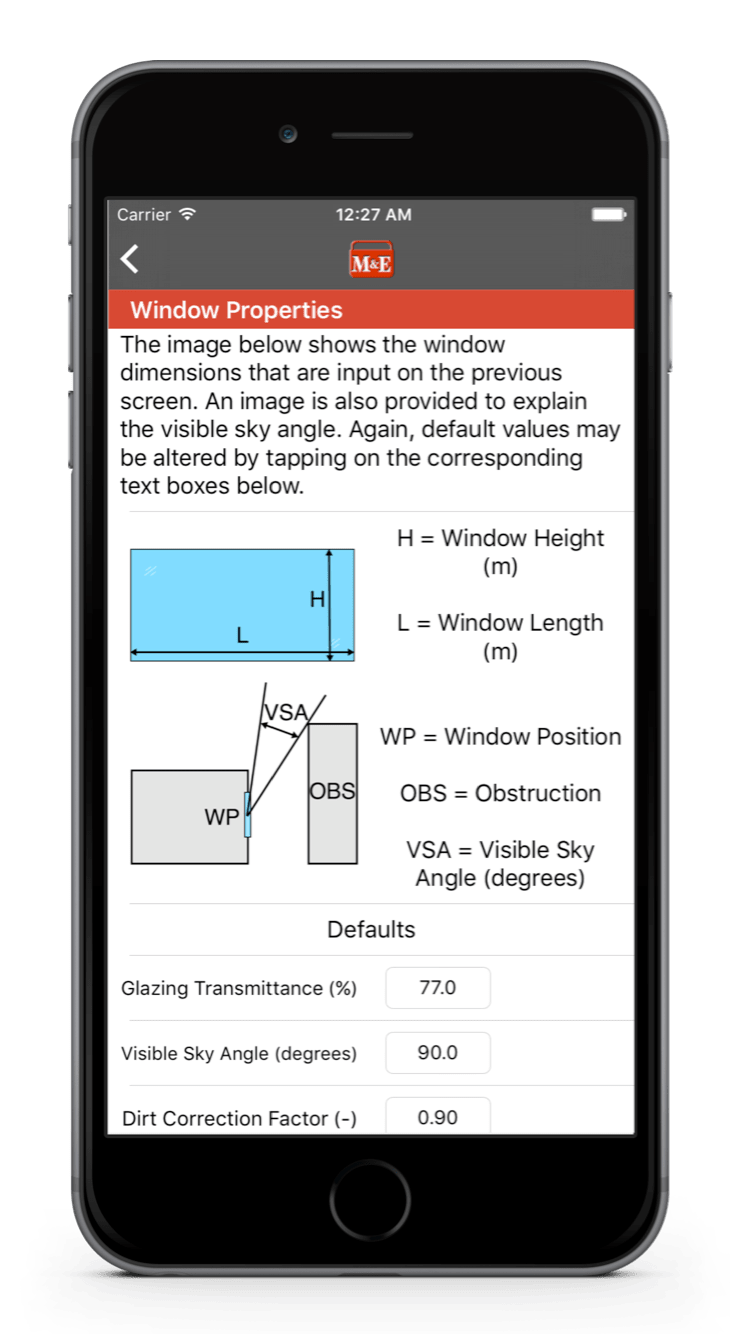 Carrier
12:27 AM
M&E
Window Properties
The image below shows the window
dimensions that are input on the previous
screen. An image is also provided to explain
the visible sky angle. Again, default values may
be altered by tapping on the corresponding
text boxes below.
H = Window Height
(m)
H
L
L = Window Length
(m)
VSA
WP = Window Position
OBS
WP
OBS = Obstruction
VSA = Visible Sky
Angle (degrees)
Defaults
Glazing Transmittance (%) 77.0
Visible Sky Angle (degrees) 90.0
Dirt Correction Factor (-) 0.90